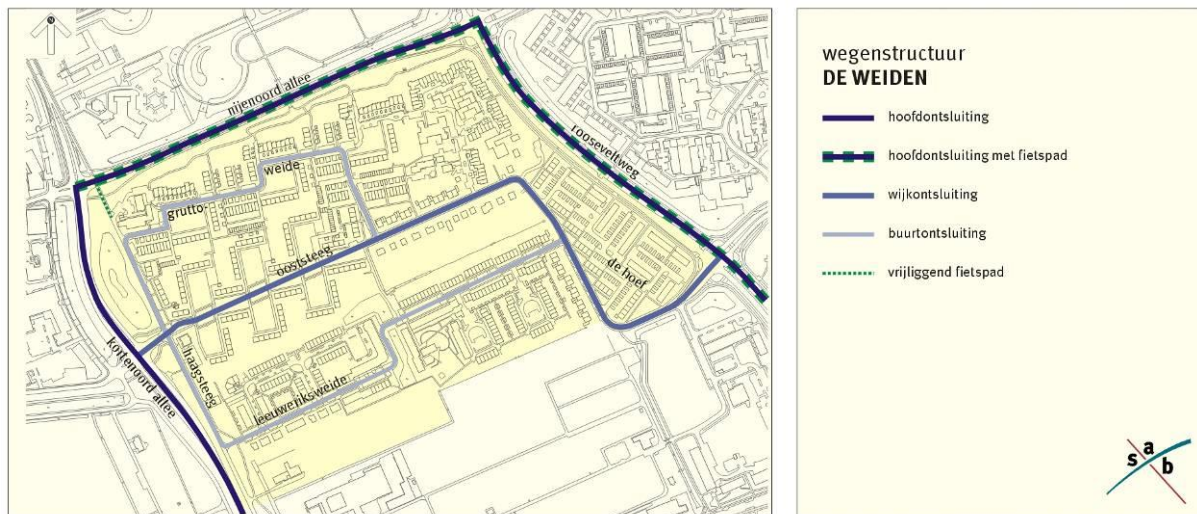 N
nijenoord allee
rooseveltweg
weide
grutto-
ooststeeg
de hoef
kortenoord allee
haagsteeg
leeuweriksweide
wegenstructuur
DE WEIDEN
hoofdontsluiting
hoofdontsluiting met fietspad
wijkontsluiting
buurtontsluiting
vrijliggend fietspad
s a b